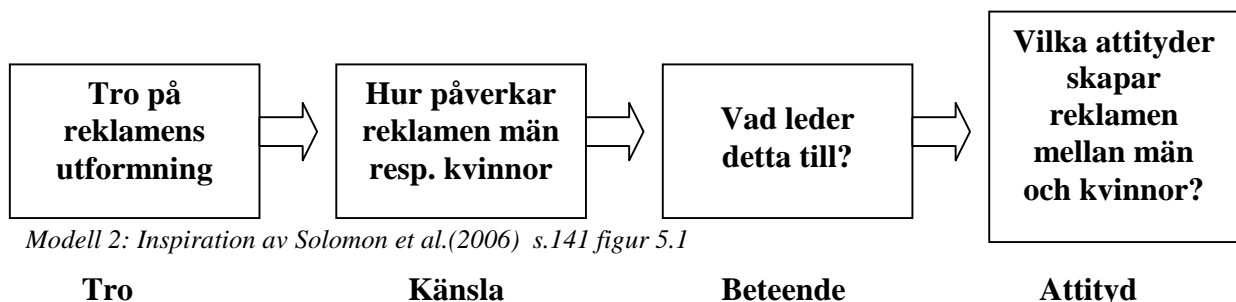 Tro på
reklamens
utformning
Hur påverkar
reklamen män
resp. kvinnor
Vad leder
detta till?
Vilka attityder
skapar
reklamen
mellan män
och kvinnor?
Modell 2: Inspiration av Solomon et al.(2006) s.141 figur 5.1
Tro Känsla Beteende Attityd